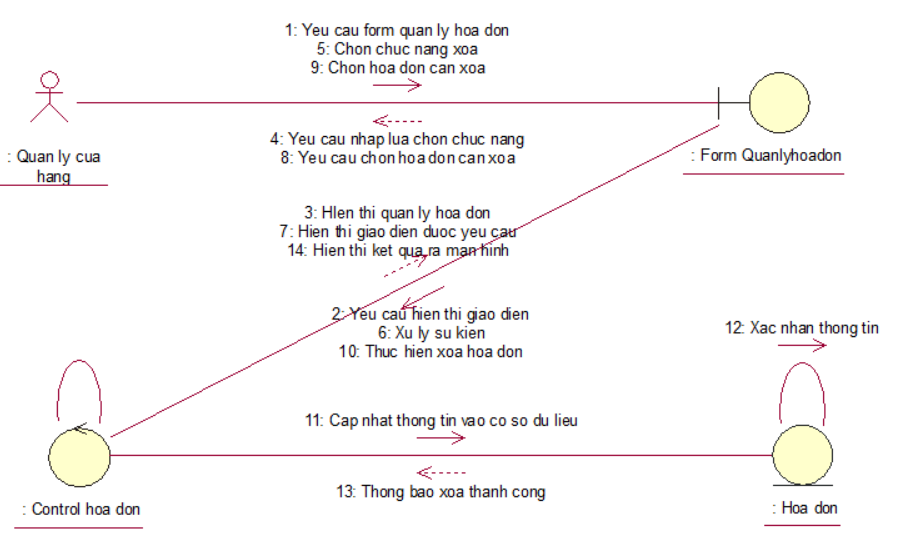 1: Yeu cau form quan ly hoa don
5: Chon chuc nang xoa
9: Chon hoa don can xoa
4: Yeu cau nhap lua chon chuc nang
8: Yeu cau chon hoa don can xoa
: Quan ly cua
hang
: Form Quanlyhoadon
3: HIen thi quan ly hoa don
7: Hien thi giao dien duoc yeu cau
14: Hien thi ket qua ra man hinh
2: Yeu cau hien thi giao dien
6: Xu ly su kien
10: Thuc hien xoa hoa don
12: Xac nhan thong tin
11: Cap nhat thong tin vao co so du lieu
13: Thong bao xoa thanh cong
: Control hoa don
: Hoa don